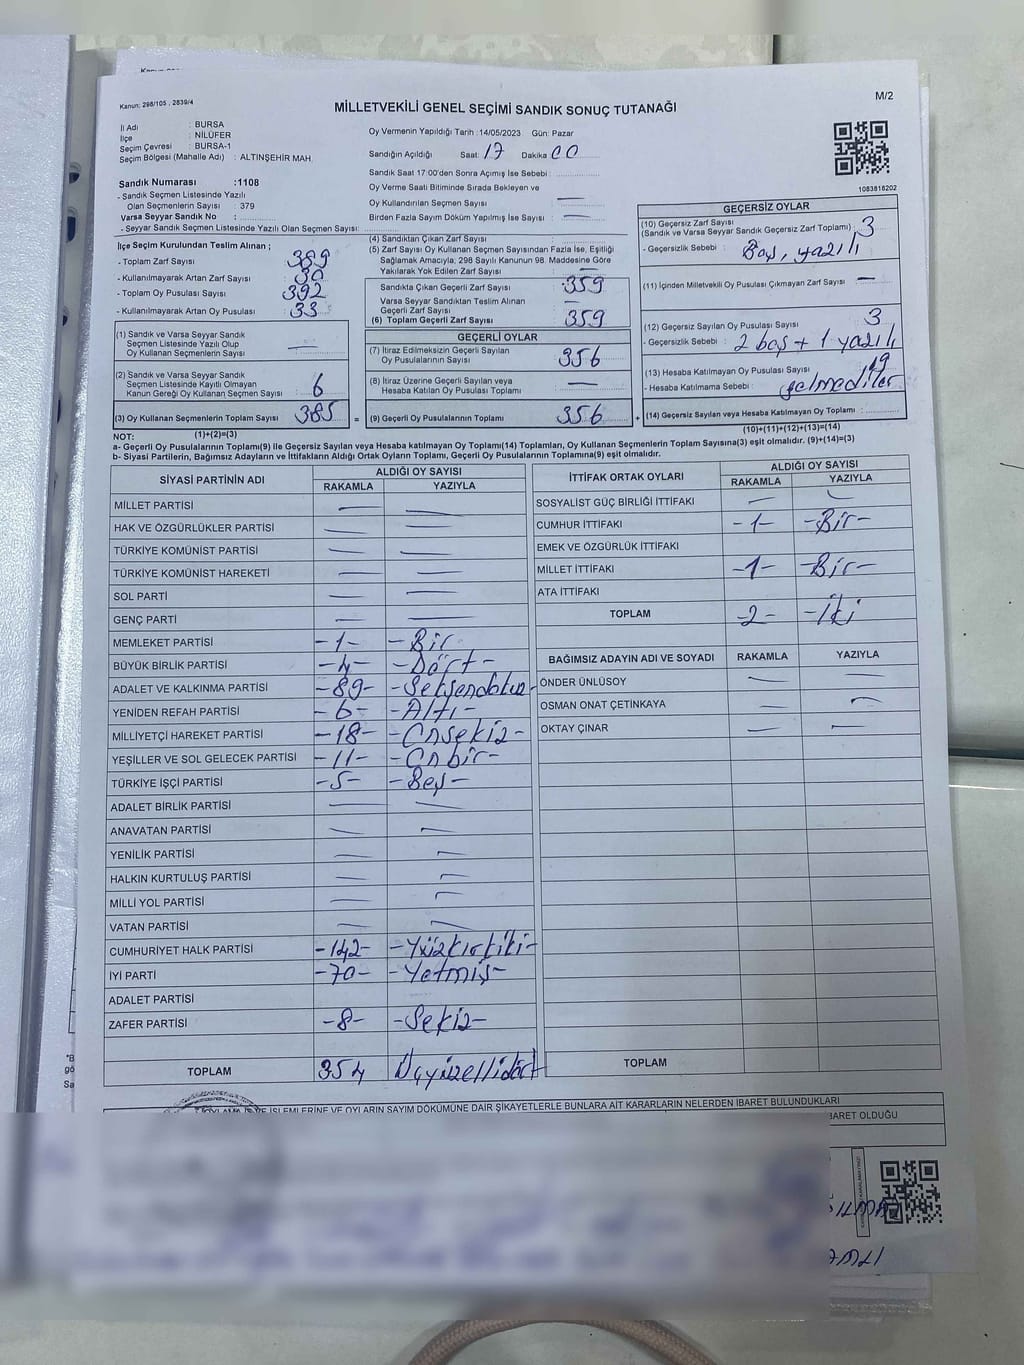 M/2
Kanun: 298/105 , 2839/4
MİLLETVEKİLİ GENEL SEÇİMİ SANDIK SONUÇ TUTANAĞI
İl Adı : BURSA
İlçe : NİLÜFER
Seçim Çevresi : BURSA-1
Seçim Bölgesi (Mahalle Adı) : ALTINŞEHİR MAH.
Sandık Numarası :1108
- Sandık Seçmen Listesinde Yazılı
Olan Seçmenlerin Sayısı : 379
Varsa Seyyar Sandık No :
- Seyyar Sandık Seçmen Listesinde Yazılı Olan Seçmen Sayısı:
Oy Vermenin Yapıldığı Tarih :14/05/2023 Gün: Pazar
Sandığın Açıldığı Saat: 17 Dakika 00
Sandık Saat 17:00'den Sonra Açımış İse Sebebi :
Oy Verme Saati Bitiminde Sırada Bekleyen ve
Oy Kullandırılan Seçmen Sayısı : —
Birden Fazla Sayım Döküm Yapılmış İse Sayısı : —
1083818202
İlçe Seçim Kurulundan Teslim Alınan ;
- Toplam Zarf Sayısı : 389
- Kullanılmayarak Artan Zarf Sayısı : 30
- Toplam Oy Pusulası Sayısı : 392
- Kullanılmayarak Artan Oy Pusulası : 33
(1) Sandık ve Varsa Seyyar Sandık
Seçmen Listesinde Yazılı Olup
Oy Kullanan Seçmenlerin Sayısı : —
(2) Sandık ve Varsa Seyyar Sandık
Seçmen Listesinde Kayıtlı Olmayan
Kanun Gereği Oy Kullanan Seçmenlerin Sayısı : 6
(3) Oy Kullanan Seçmenlerin Toplam Sayısı : 385
(1)+(2)=(3)
(4) Sandıktan Çıkan Zarf Sayısı :
(5) Zarf Sayısı Oy Kullanan Seçmen Sayısından Fazla İse, Eşitliği
Sağlamak Amacıyla, 298 Sayılı Kanunun 98. Maddesine Göre
Yakılarak Yok Edilen Zarf Sayısı : —
Sandıkta Çıkan Geçerli Zarf Sayısı : 359
Varsa Seyyar Sandıktan Teslim Alınan
Geçerli Zarf Sayısı : —
(6) Toplam Geçerli Zarf Sayısı : 359
GEÇERLİ OYLAR
(7) İtiraz Edilmeksizin Geçerli Sayılan
Oy Pusulalarının Sayısı : 356
(8) İtiraz Üzerine Geçerli Sayılan veya
Hesaba Katılan Oy Pusulası Toplamı : —
= (9) Geçerli Oy Pusulalarının Toplamı : 356
GEÇERSİZ OYLAR
(10) Geçersiz Zarf Sayısı
(Sandık ve Varsa Seyyar Sandık Geçersiz Zarf Toplamı) 3
- Geçersizlik Sebebi : Boş, yazılı
(11) İçinden Milletvekili Oy Pusulası Çıkmayan Zarf Sayısı : —
(12) Geçersiz Sayılan Oy Pusulası Sayısı : 3
- Geçersizlik Sebebi : 2 boş + 1 yazılı
(13) Hesaba Katılmayan Oy Pusulası Sayısı : 19
- Hesaba Katılmama Sebebi : gelmediler
+ (14) Geçersiz Sayılan veya Hesaba Katılmayan Oy Toplamı :
(10)+(11)+(12)+(13)=(14)
NOT:
a- Geçerli Oy Pusulalarının Toplamı(9) ile Geçersiz Sayılan veya Hesaba katılmayan Oy Toplamı(14) Toplamları, Oy Kullanan Seçmenlerin Toplam Sayısına(3) eşit olmalıdır. (9)+(14)=(3)
b- Siyasi Partilerin, Bağımsız Adayların ve İttifakların Aldığı Ortak Oyların Toplamı, Geçerli Oy Pusulalarının Toplamına(9) eşit olmalıdır.
SİYASİ PARTİNİN ADI ALDIĞI OY SAYISI
RAKAMLA YAZIYLA
MİLLET PARTİSİ — —
HAK VE ÖZGÜRLÜKLER PARTİSİ — —
TÜRKİYE KOMÜNİST PARTİSİ — —
TÜRKİYE KOMÜNİST HAREKETİ — —
SOL PARTİ — —
GENÇ PARTİ — —
MEMLEKET PARTİSİ -1- -Bir
BÜYÜK BİRLİK PARTİSİ -4- -Dört-
ADALET VE KALKINMA PARTİSİ -89- -Seksendokuz-
YENİDEN REFAH PARTİSİ -6- -Altı-
MİLLİYETÇİ HAREKET PARTİSİ -18- -Onsekiz-
YEŞİLLER VE SOL GELECEK PARTİSİ -11- -Onbir-
TÜRKİYE İŞÇİ PARTİSİ -5- -Beş-
ADALET BİRLİK PARTİSİ — —
ANAVATAN PARTİSİ — —
YENİLİK PARTİSİ — —
HALKIN KURTULUŞ PARTİSİ — —
MİLLİ YOL PARTİSİ — —
VATAN PARTİSİ — —
CUMHURİYET HALK PARTİSİ -142- -Yüzkırkiki-
İYİ PARTİ -70- -Yetmiş-
ADALET PARTİSİ
ZAFER PARTİSİ -8- -Sekiz-
TOPLAM 354 Üçyüzellidört
İTTİFAK ORTAK OYLARI ALDIĞI OY SAYISI
RAKAMLA YAZIYLA
SOSYALİST GÜÇ BİRLİĞİ İTTİFAKI — —
CUMHUR İTTİFAKI -1- -Bir-
EMEK VE ÖZGÜRLÜK İTTİFAKI
MİLLET İTTİFAKI -1- -Bir-
ATA İTTİFAKI
TOPLAM -2- -İki
BAĞIMSIZ ADAYIN ADI VE SOYADI RAKAMLA YAZIYLA
ÖNDER ÜNLÜSOY — —
OSMAN ONAT ÇETİNKAYA — —
OKTAY ÇINAR — —
TOPLAM
İŞLEMLERİNE VE OYLARIN SAYIM DÖKÜMÜNE DAİR ŞİKAYETLERLE BUNLARA AİT KARARLARIN NELERDEN İBARET BULUNDUKLARI
BARET OLDUĞU